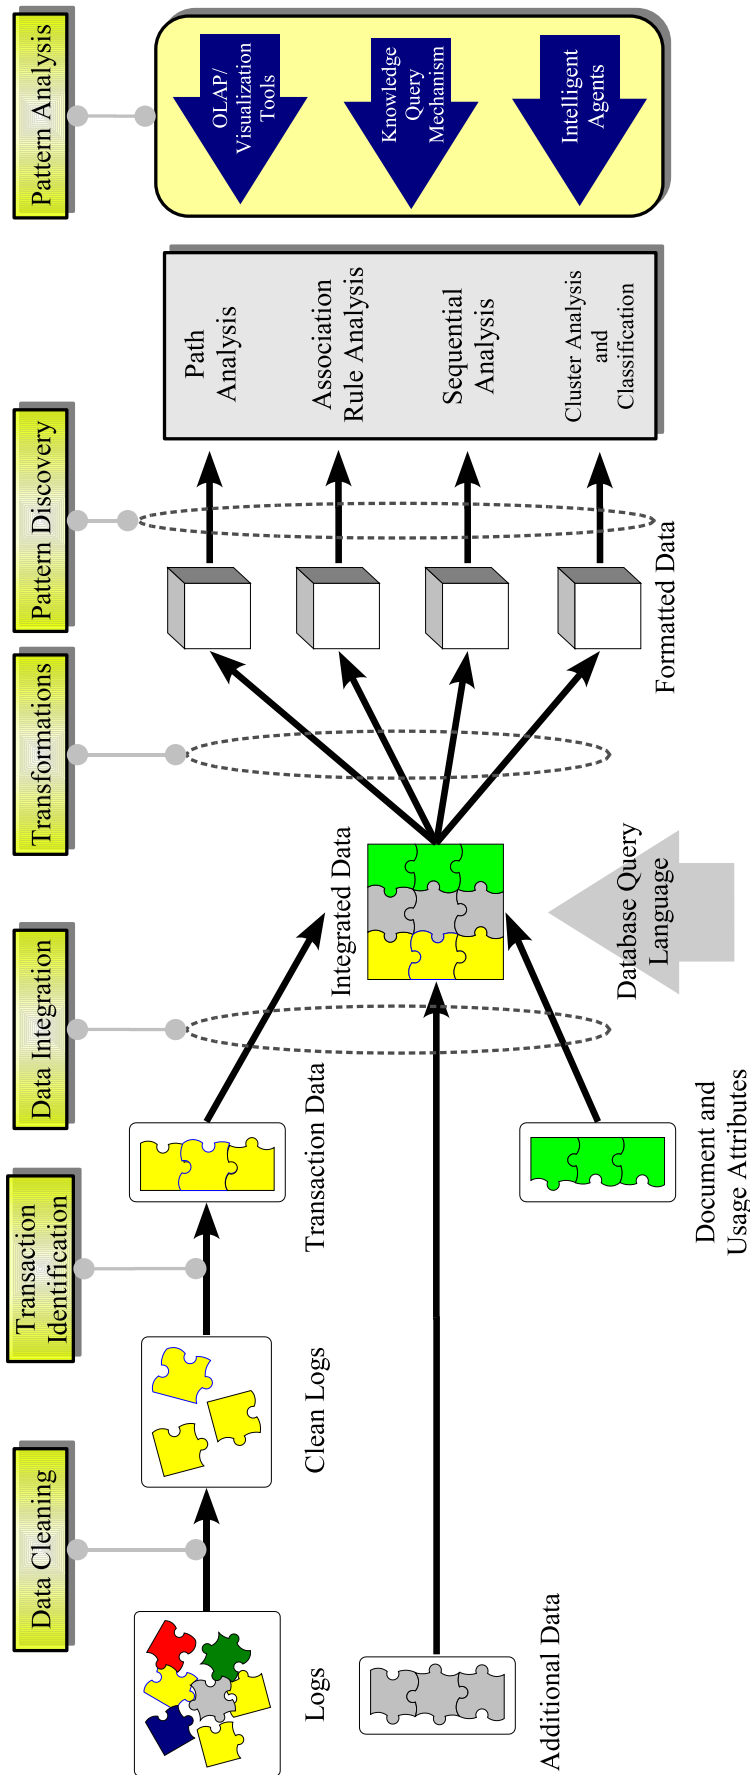 Data Cleaning
Transaction
Identification
Data Integration
Transformations
Pattern Discovery
Pattern Analysis
Logs
Clean Logs
Transaction Data
Integrated Data
Additional Data
Document and
Usage Attributes
Database Query
Language
Formatted Data
Path
Analysis
Association
Rule Analysis
Sequential
Analysis
Cluster Analysis
and
Classification
OLAP/
Visualization
Tools
Knowledge
Query
Mechanism
Intelligent
Agents